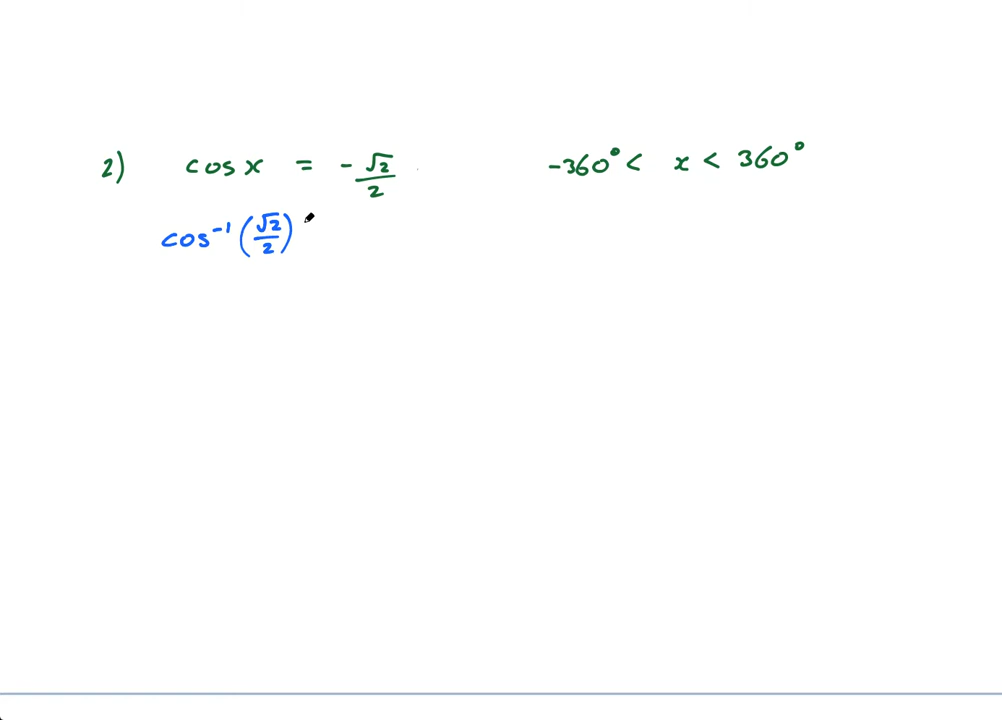 2) cos x = -√2/2 -360° < x < 360°
cos⁻¹(√2/2)